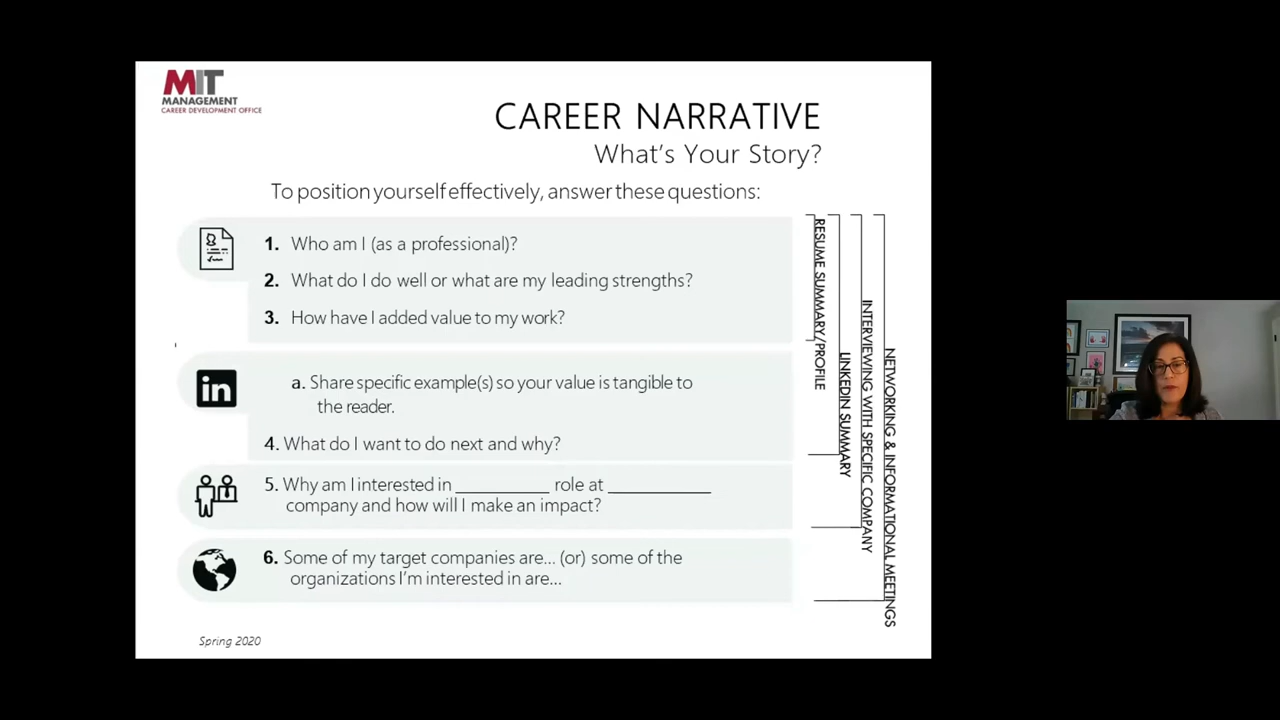 MIT
MANAGEMENT
CAREER DEVELOPMENT OFFICE
CAREER NARRATIVE
What's Your Story?
To position yourself effectively, answer these questions:
1. Who am I (as a professional)?
2. What do I do well or what are my leading strengths?
3. How have I added value to my work?
in
a. Share specific example(s) so your value is tangible to
the reader.
4. What do I want to do next and why?
5. Why am I interested in __________ role at ___________
company and how will I make an impact?
6. Some of my target companies are... (or) some of the
organizations I'm interested in are...
RESUME SUMMARY/PROFILE
LINKEDIN SUMMARY
INTERVIEWING WITH SPECIFIC COMPANY
NETWORKING & INFORMATIONAL MEETINGS
Spring 2020